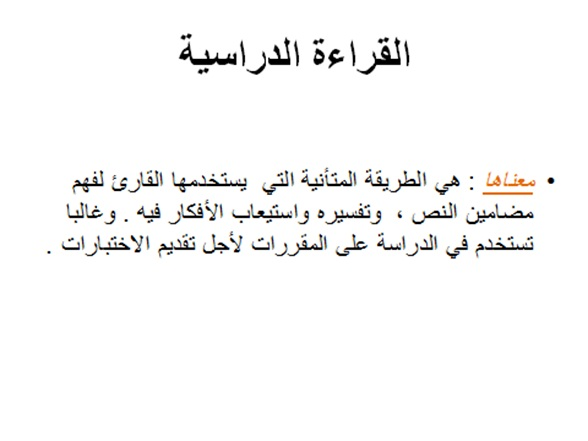 القراءة الدراسية
• معناها : هي الطريقة المتأنية التي يستخدمها القارئ لفهم
مضامين النص ، وتفسيره واستيعاب الأفكار فيه . وغالبا
تستخدم في الدراسة على المقررات لأجل تقديم الاختبارات .